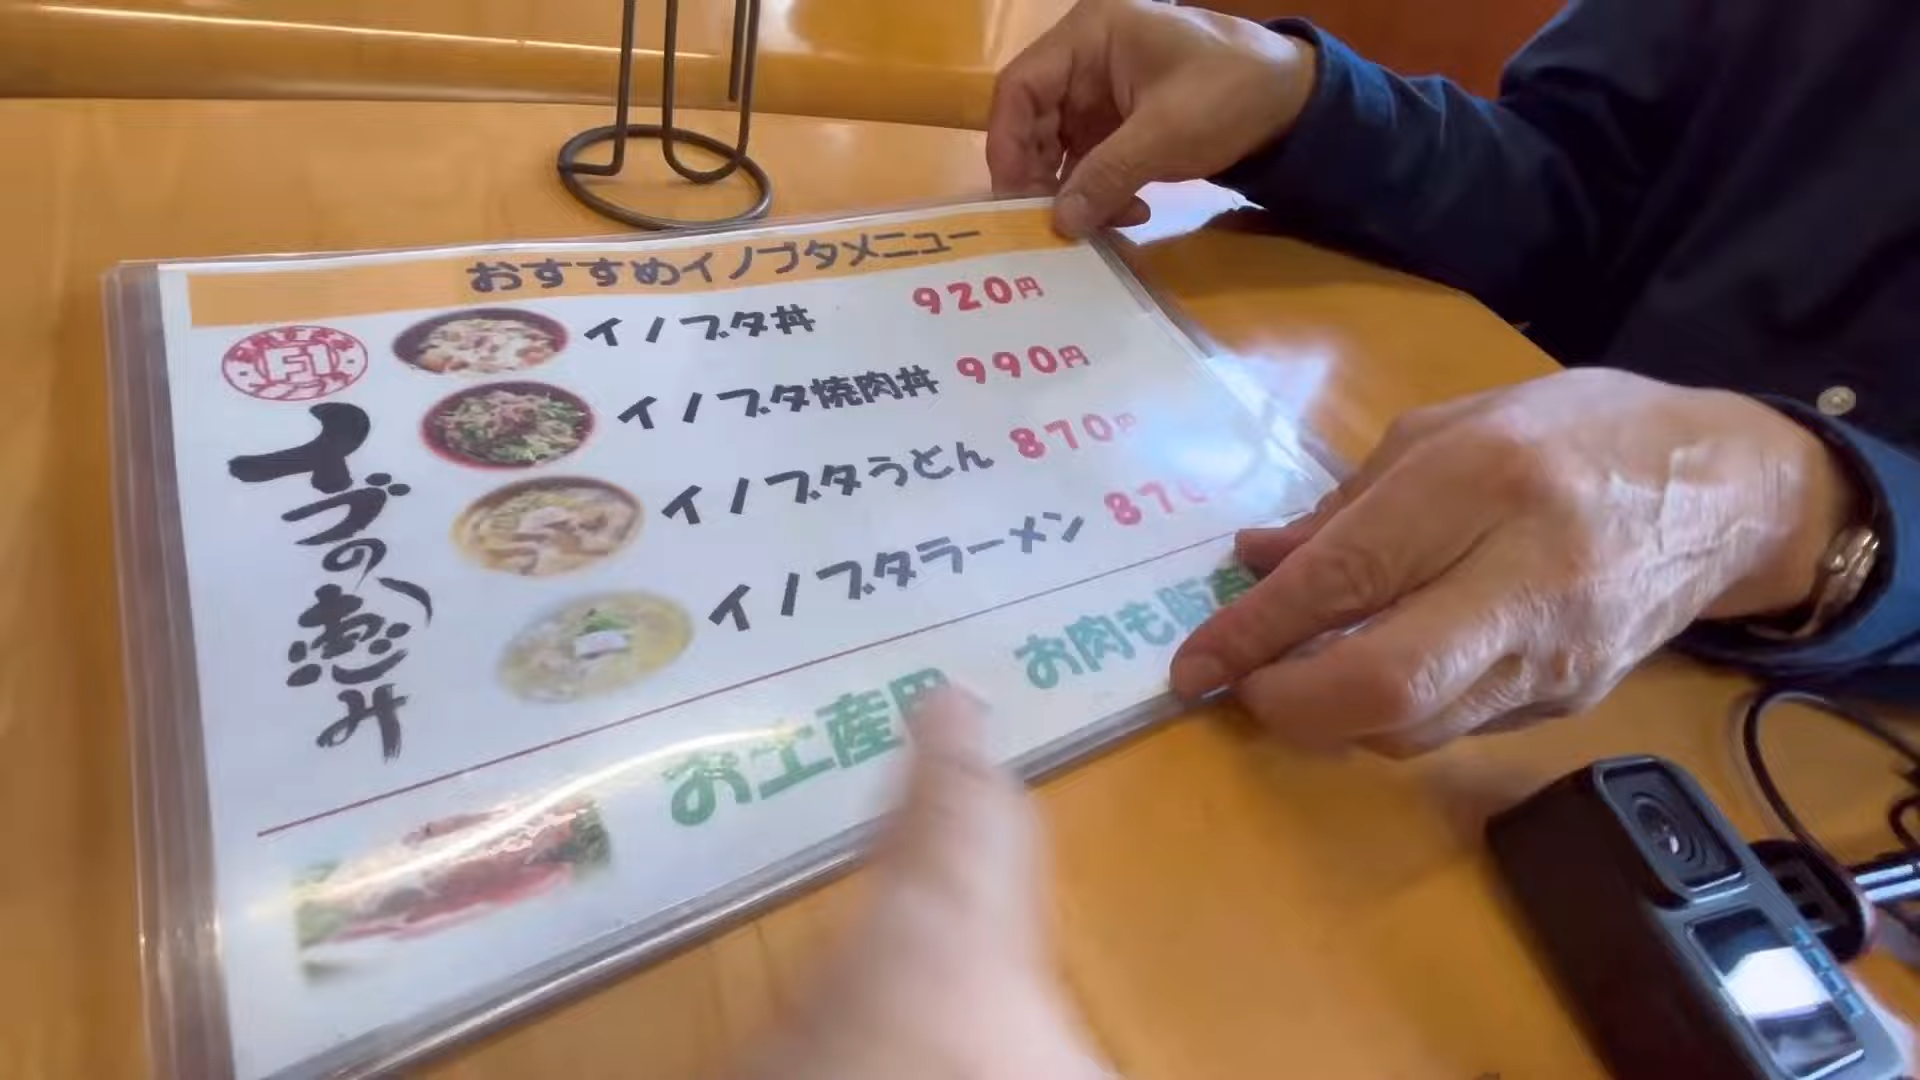 おすすめイノブタメニュー
F1
イブの恵み
イノブタ丼 920円
イノブタ焼肉丼 990円
イノブタうどん 870円
イノブタラーメン 87
お土産用 お肉も販